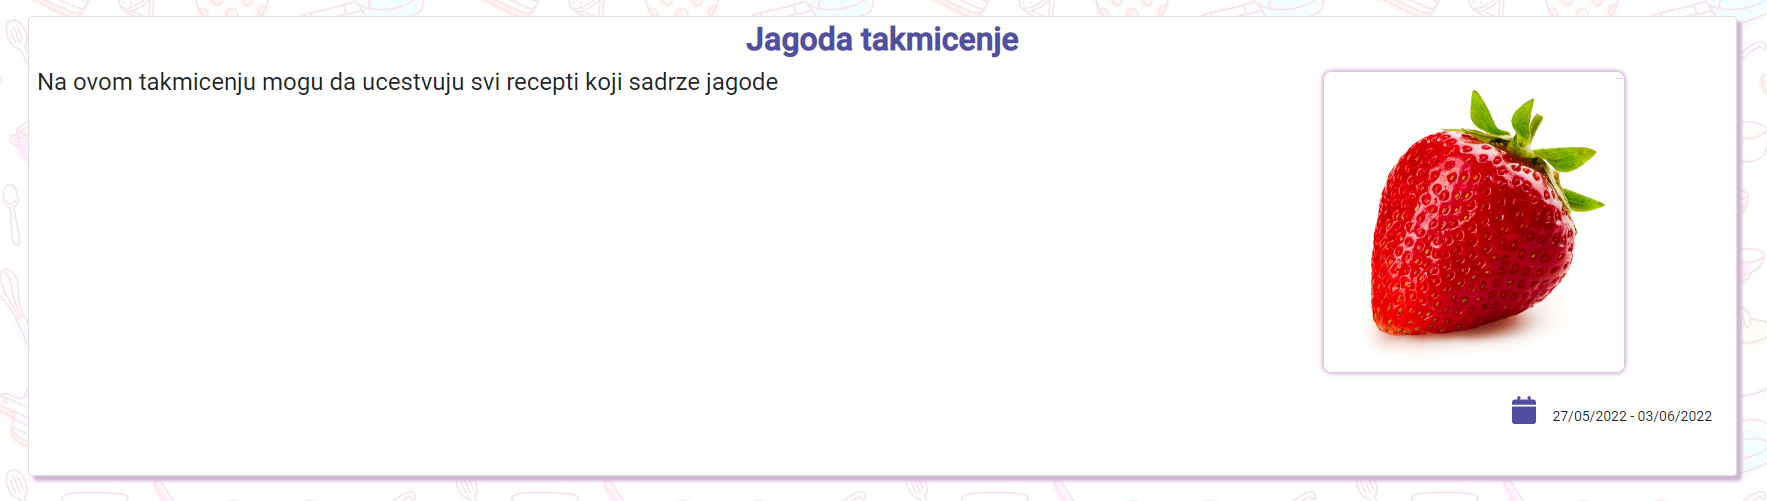 Jagoda takmicenje
Na ovom takmicenju mogu da ucestvuju svi recepti koji sadrze jagode
27/05/2022 - 03/06/2022